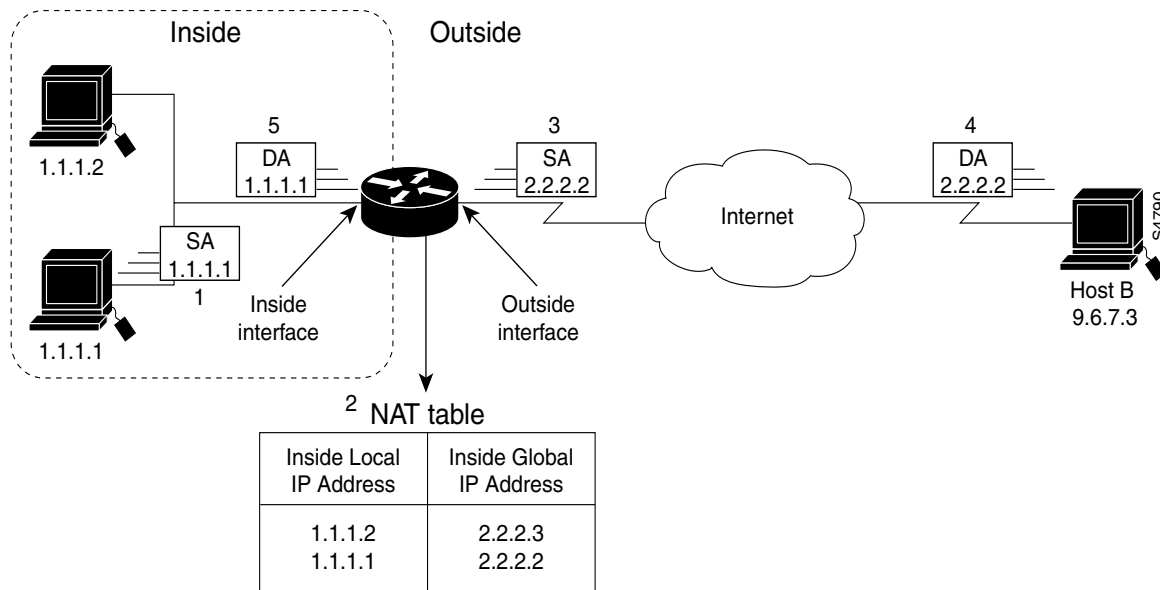 Inside
Outside
1.1.1.2
5
DA
1.1.1.1
3
SA
2.2.2.2
4
DA
2.2.2.2
Internet
SA
1.1.1.1
1
1.1.1.1
Inside
interface
Outside
interface
Host B
9.6.7.3
S4790
2
NAT table
Inside Local
IP Address
Inside Global
IP Address
1.1.1.2
2.2.2.3
1.1.1.1
2.2.2.2